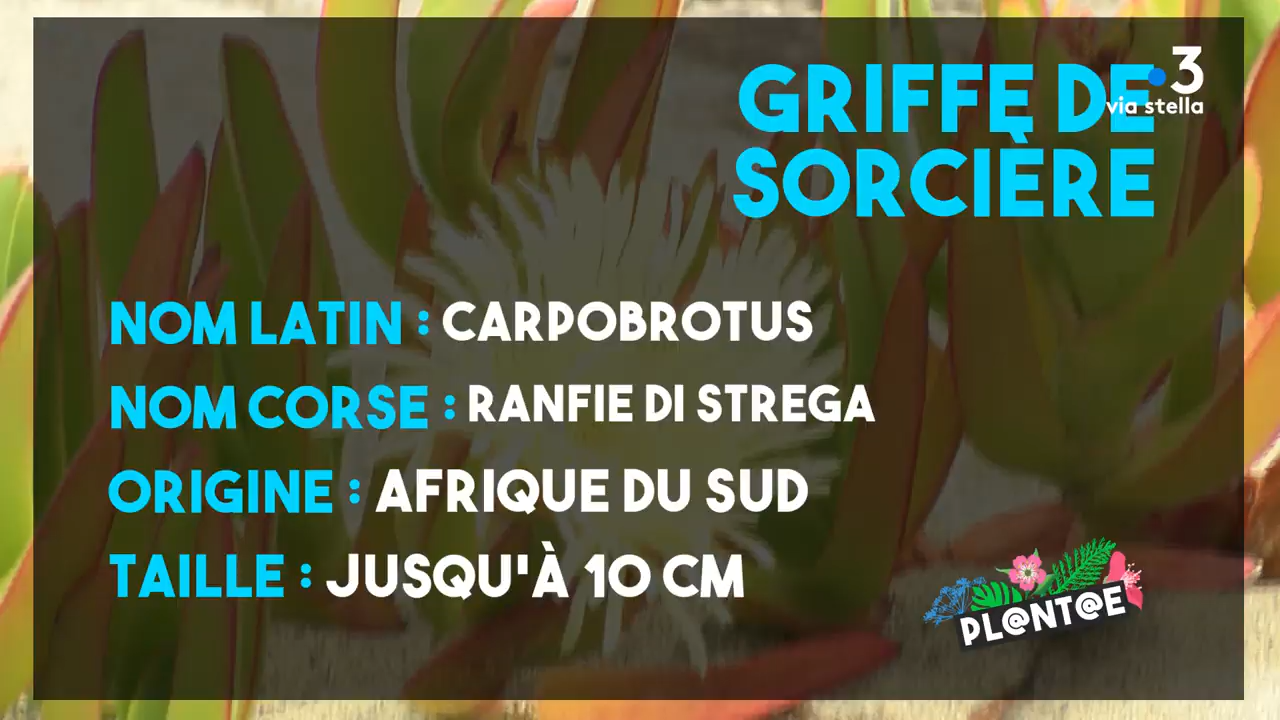 GRIFFE DE
SORCIÈRE
3
via stella
NOM LATIN : CARPOBROTUS
NOM CORSE : RANFIE DI STREGA
ORIGINE : AFRIQUE DU SUD
TAILLE : JUSQU'À 10 CM
PL@NT@E